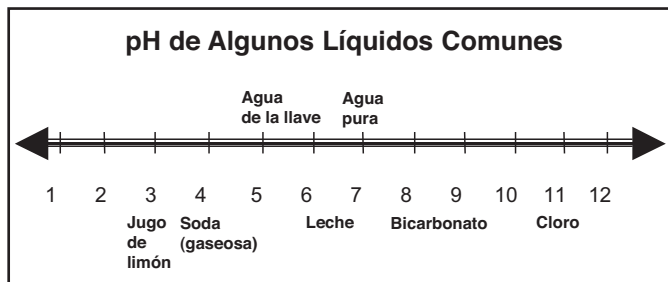 pH de Algunos Líquidos Comunes
Agua
de la llave
Agua
pura
1 2 3 4 5 6 7 8 9 10 11 12
Jugo
de
limón
Soda
(gaseosa)
Leche
Bicarbonato
Cloro